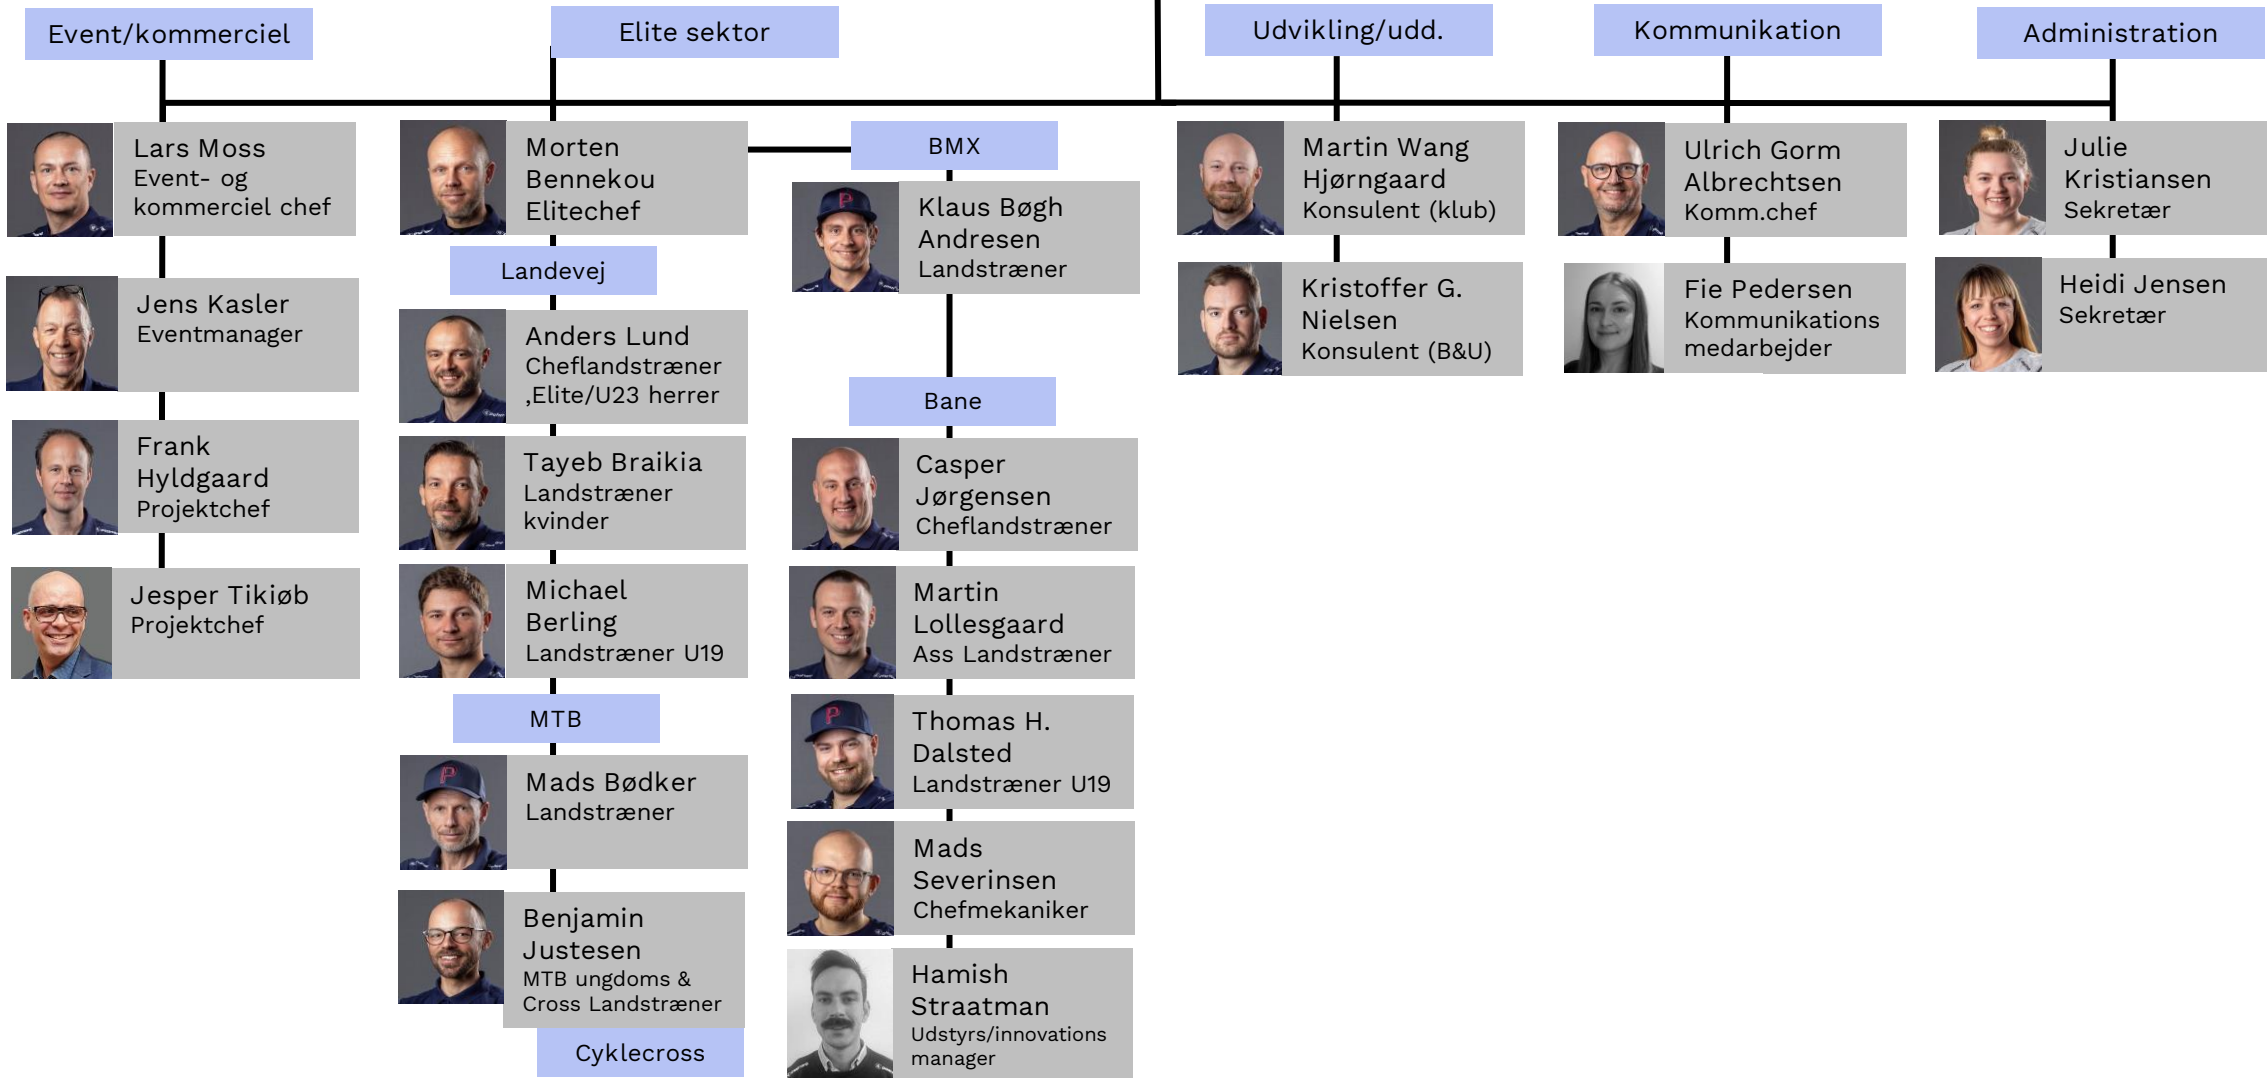 Event/kommerciel
Elite sektor
Udvikling/udd.
Kommunikation
Administration
Lars Moss
Event- og
kommerciel chef
Jens Kasler
Eventmanager
Frank
Hyldgaard
Projektchef
Jesper Tikiøb
Projektchef
Morten
Bennekou
Elitechef
Landevej
Anders Lund
Cheflandstræner
,Elite/U23 herrer
Tayeb Braikia
Landstræner
kvinder
Michael
Berling
Landstræner U19
MTB
Mads Bødker
Landstræner
Benjamin
Justesen
MTB ungdoms &
Cross Landstræner
Cyklecross
BMX
Klaus Bøgh
Andresen
Landstræner
Bane
Casper
Jørgensen
Cheflandstræner
Martin
Lollesgaard
Ass Landstræner
Thomas H.
Dalsted
Landstræner U19
Mads
Severinsen
Chefmekaniker
Hamish
Straatman
Udstyrs/innovations
manager
Martin Wang
Hjørngaard
Konsulent (klub)
Kristoffer G.
Nielsen
Konsulent (B&U)
Ulrich Gorm
Albrechtsen
Komm.chef
Fie Pedersen
Kommunikations
medarbejder
Julie
Kristiansen
Sekretær
Heidi Jensen
Sekretær